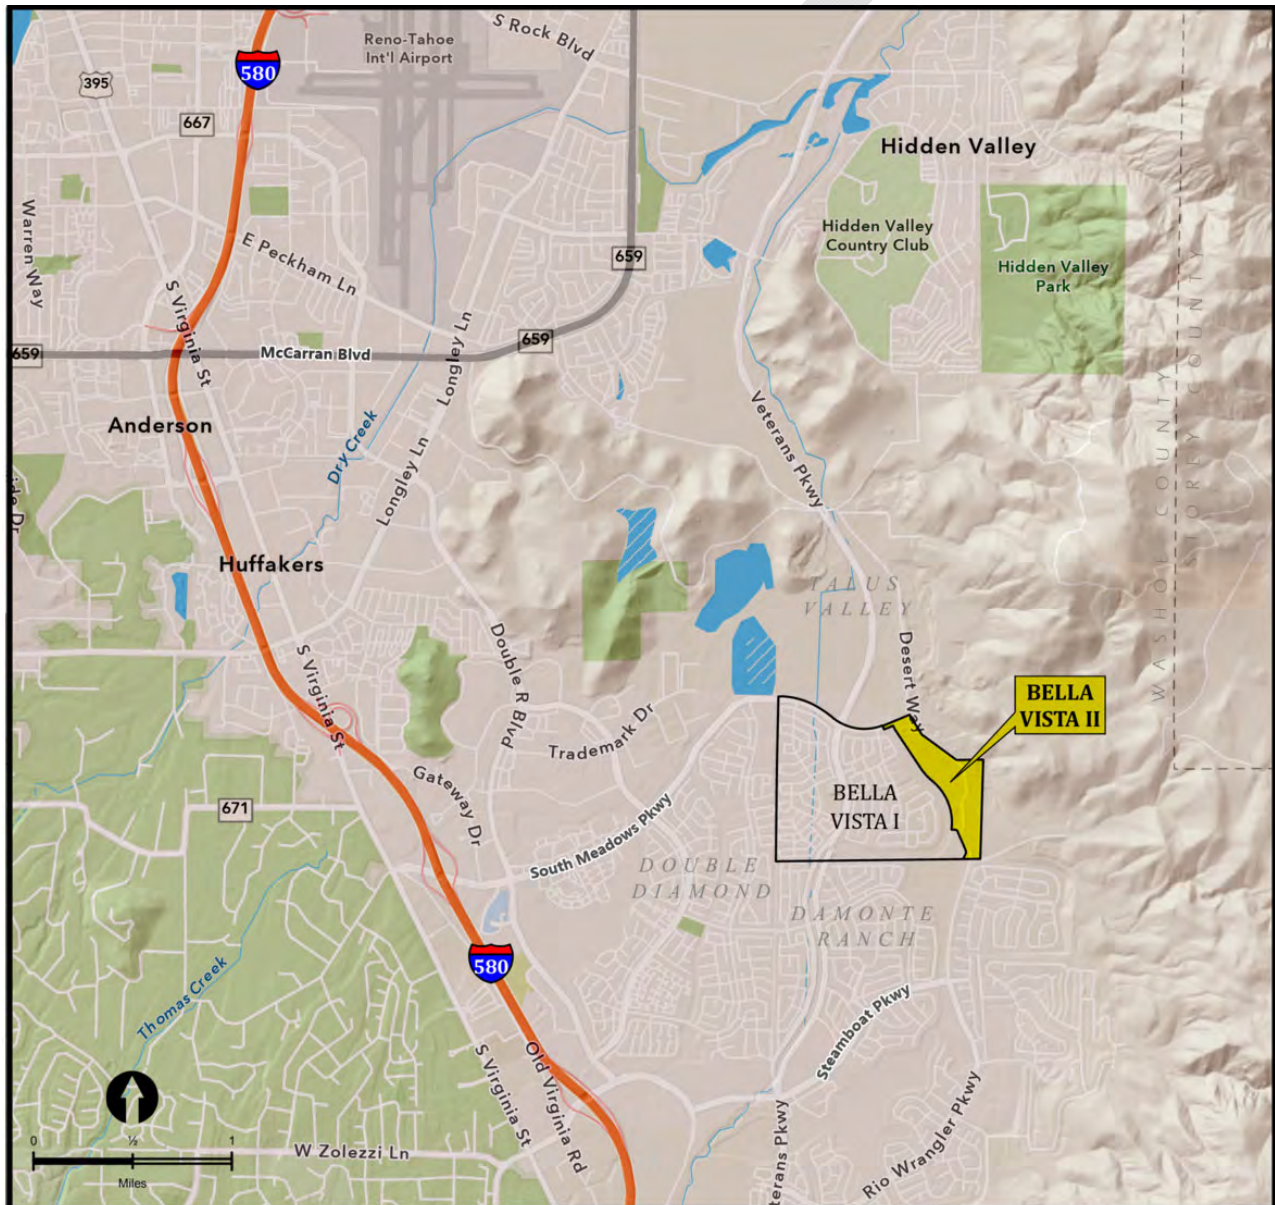 S Rock Blvd
Reno-Tahoe
Int'l Airport
580
395
667
Hidden Valley
Warren Way
Hidden Valley
Country Club
E Peckham Ln
659
Hidden Valley
Park
S Virginia St
659
659
McCarran Blvd
Longley Ln
WASHOE COUNTY
STOREY COUNTY
Anderson
Dry Creek
Longley Ln
Veterans Pkwy
Huffakers
TALUS
VALLEY
Double R Blvd
S Virginia St
Desert Way
BELLA
VISTA II
Trademark Dr
Gateway Dr
671
BELLA
VISTA I
South Meadows Pkwy
DOUBLE
DIAMOND
DAMONTE
RANCH
580
Thomas Creek
Steamboat Pkwy
S Virginia St
Old Virginia Rd
terans Pkwy
Rio Wrangler Pkwy
W Zolezzi Ln
0 ½ 1
Miles